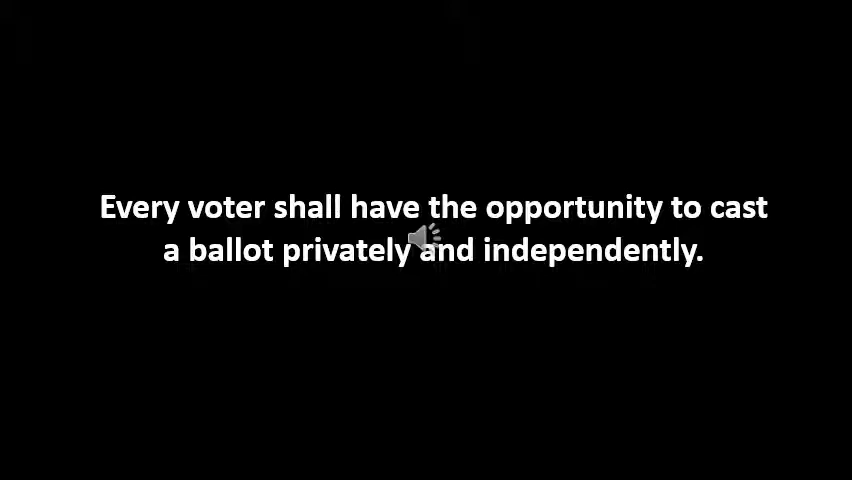 Every voter shall have the opportunity to cast
a ballot privately and independently.